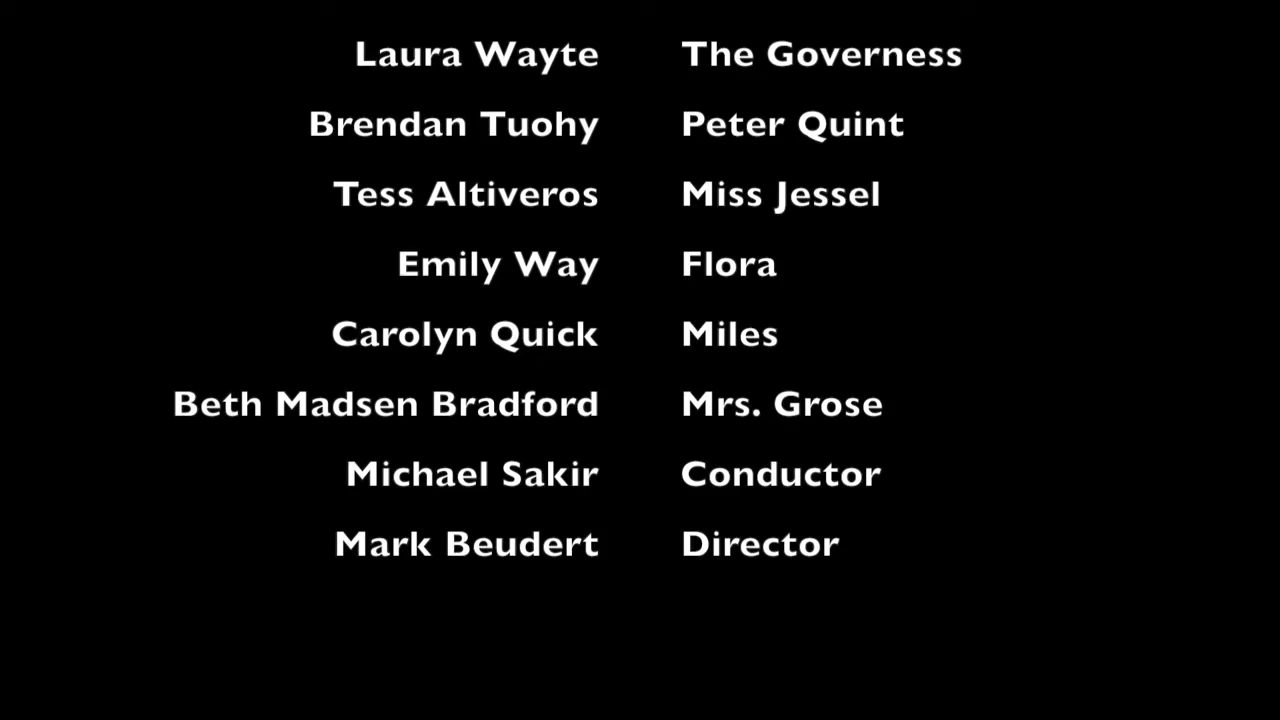 Laura Wayte The Governess
Brendan Tuohy Peter Quint
Tess Altiveros Miss Jessel
Emily Way Flora
Carolyn Quick Miles
Beth Madsen Bradford Mrs. Grose
Michael Sakir Conductor
Mark Beudert Director